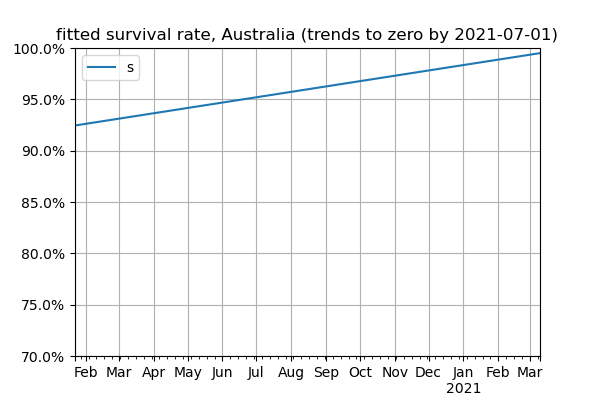 fitted survival rate, Australia (trends to zero by 2021-07-01)
100.0%
s
95.0%
90.0%
85.0%
80.0%
75.0%
70.0%
Feb Mar Apr May Jun Jul Aug Sep Oct Nov Dec Jan Feb Mar
2021